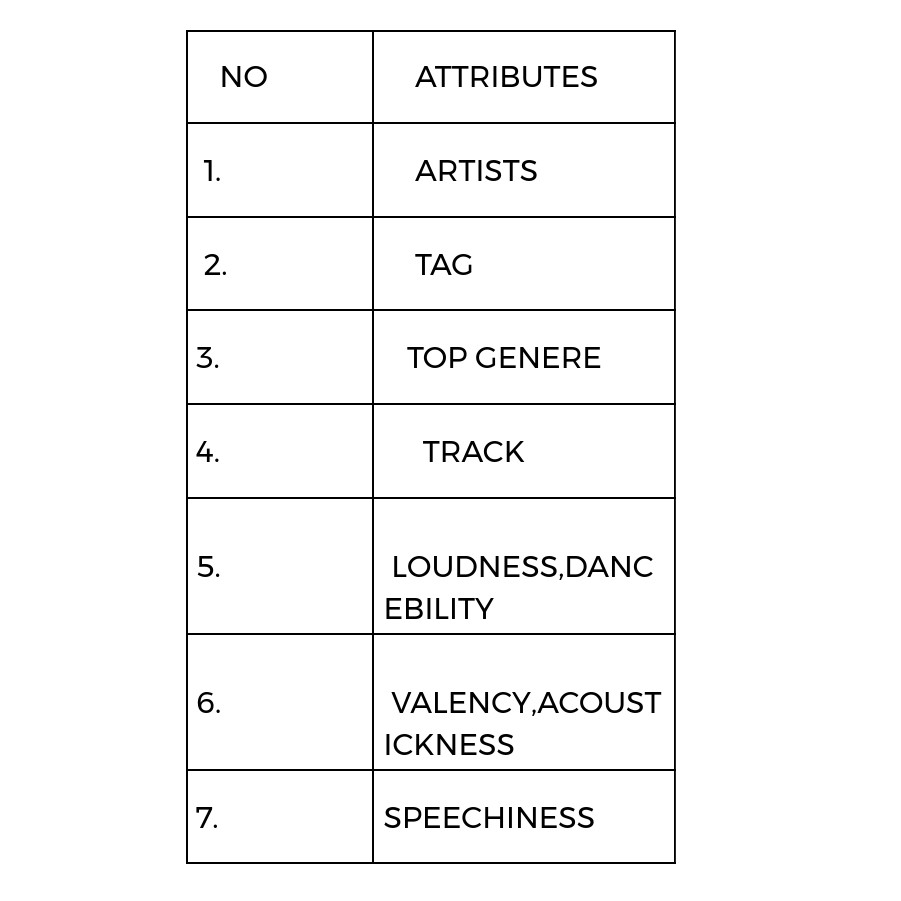 NO ATTRIBUTES
1. ARTISTS
2. TAG
3. TOP GENERE
4. TRACK
5. LOUDNESS,DANC
EBILITY
6. VALENCY,ACOUST
ICKNESS
7. SPEECHINESS